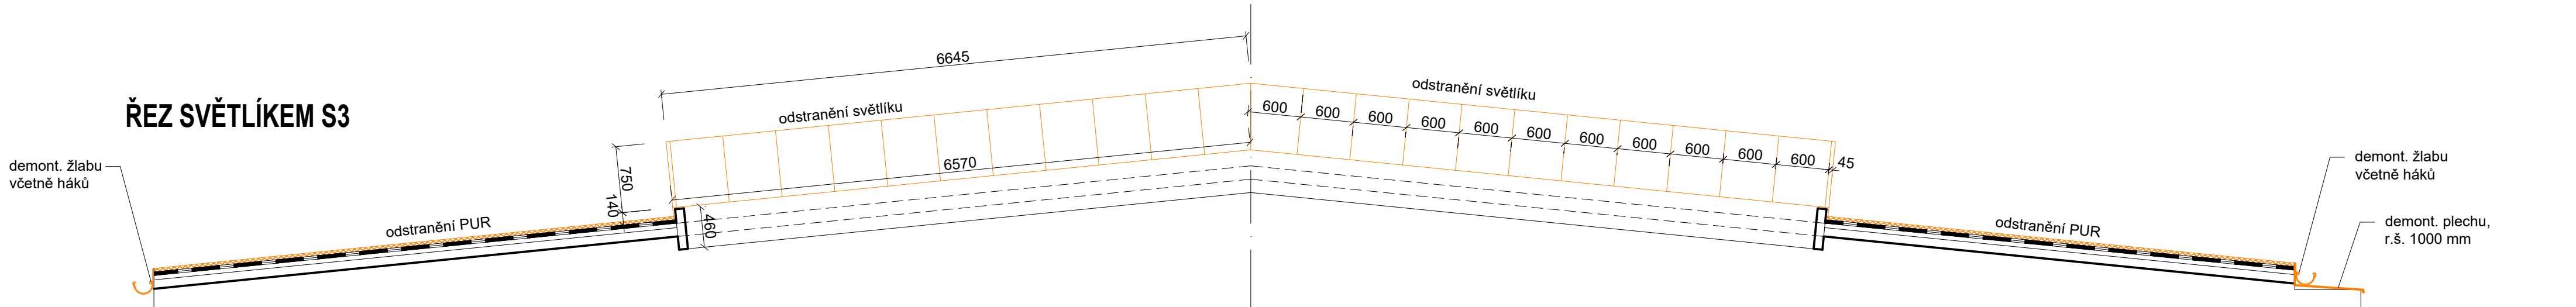 ŘEZ SVĚTLÍKEM S3
demont. žlabu
včetně háků
odstranění PUR
750
140
460
6645
odstranění světlíku
6570
odstranění světlíku
600
600
600
600
600
600
600
600
600
600
600
45
odstranění PUR
demont. žlabu
včetně háků
demont. plechu,
r.š. 1000 mm